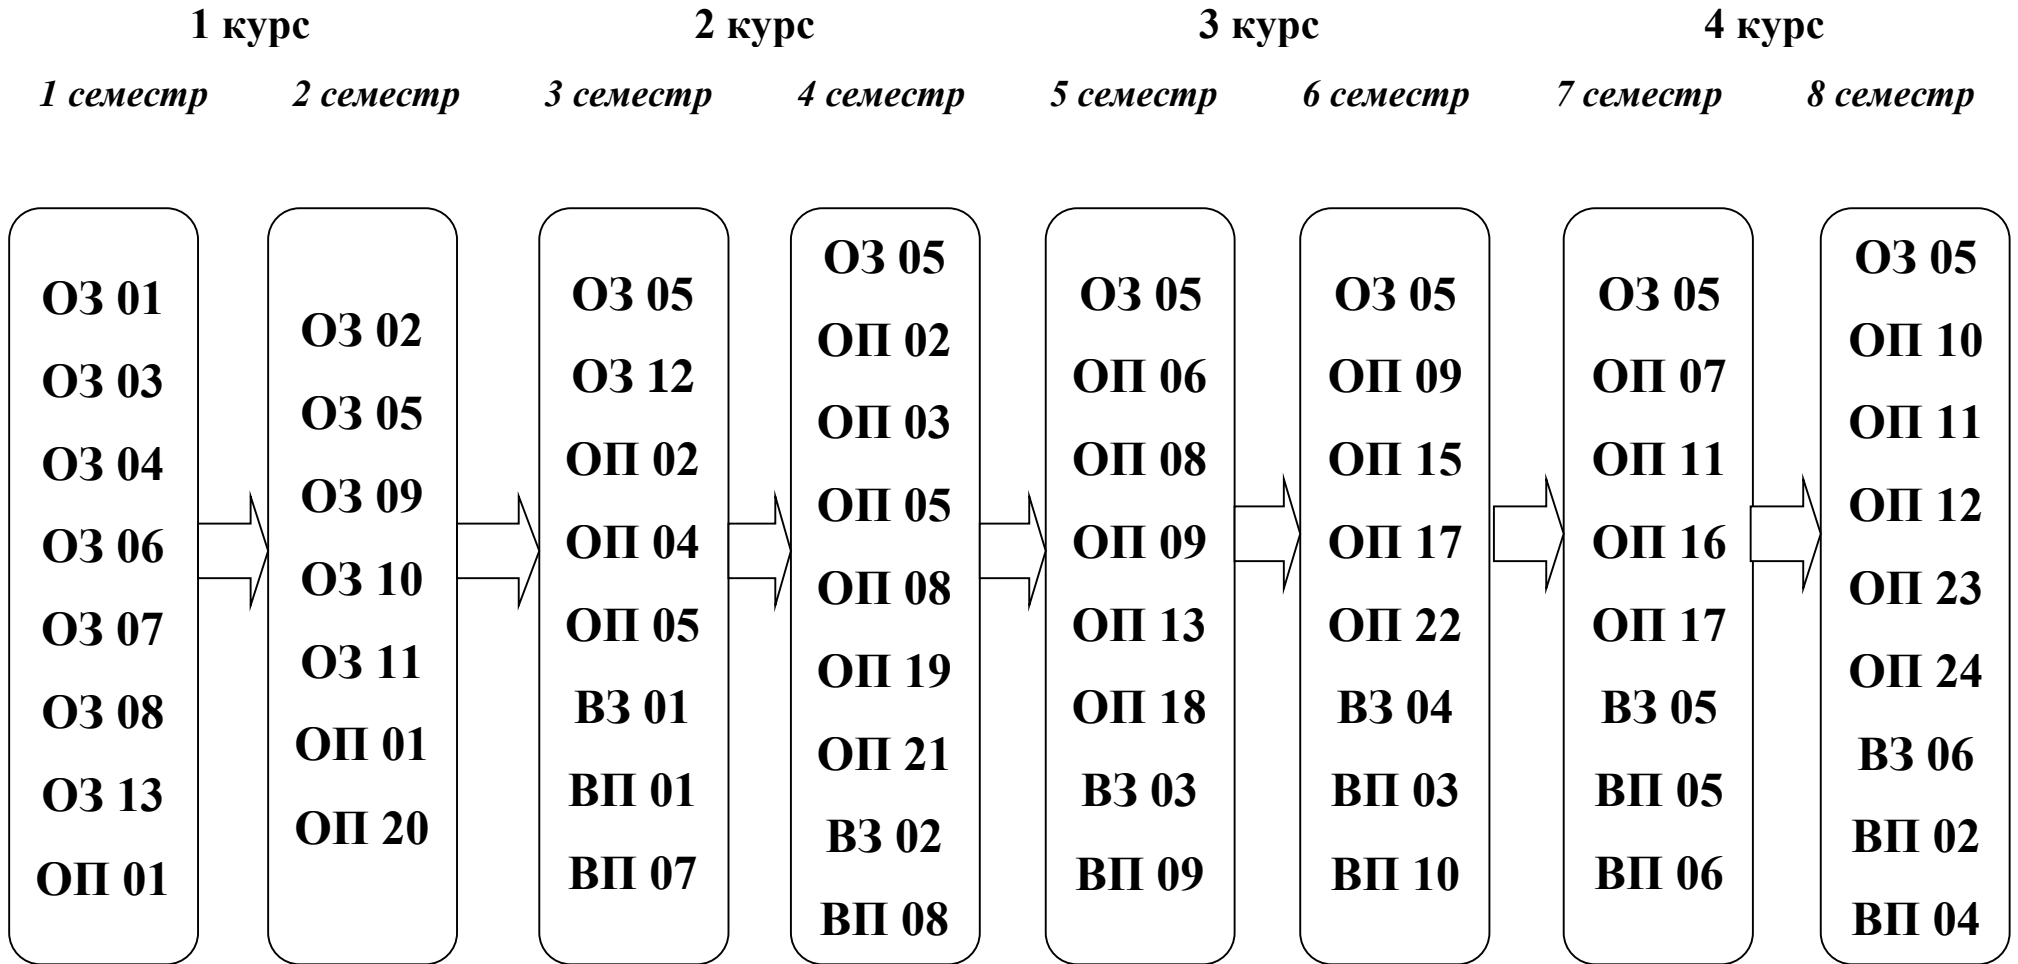 1 курс
2 курс
3 курс
4 курс
1 семестр
2 семестр
3 семестр
4 семестр
5 семестр
6 семестр
7 семестр
8 семестр
ОЗ 01
ОЗ 03
ОЗ 04
ОЗ 06
ОЗ 07
ОЗ 08
ОЗ 13
ОП 01
ОЗ 02
ОЗ 05
ОЗ 09
ОЗ 10
ОЗ 11
ОП 01
ОП 20
ОЗ 05
ОЗ 12
ОП 02
ОП 04
ОП 05
ВЗ 01
ВП 01
ВП 07
ОЗ 05
ОП 02
ОП 03
ОП 05
ОП 08
ОП 19
ОП 21
ВЗ 02
ВП 08
ОЗ 05
ОП 06
ОП 08
ОП 09
ОП 13
ОП 18
ВЗ 03
ВП 09
ОЗ 05
ОП 09
ОП 15
ОП 17
ОП 22
ВЗ 04
ВП 03
ВП 10
ОЗ 05
ОП 07
ОП 11
ОП 16
ОП 17
ВЗ 05
ВП 05
ВП 06
ОЗ 05
ОП 10
ОП 11
ОП 12
ОП 23
ОП 24
ВЗ 06
ВП 02
ВП 04